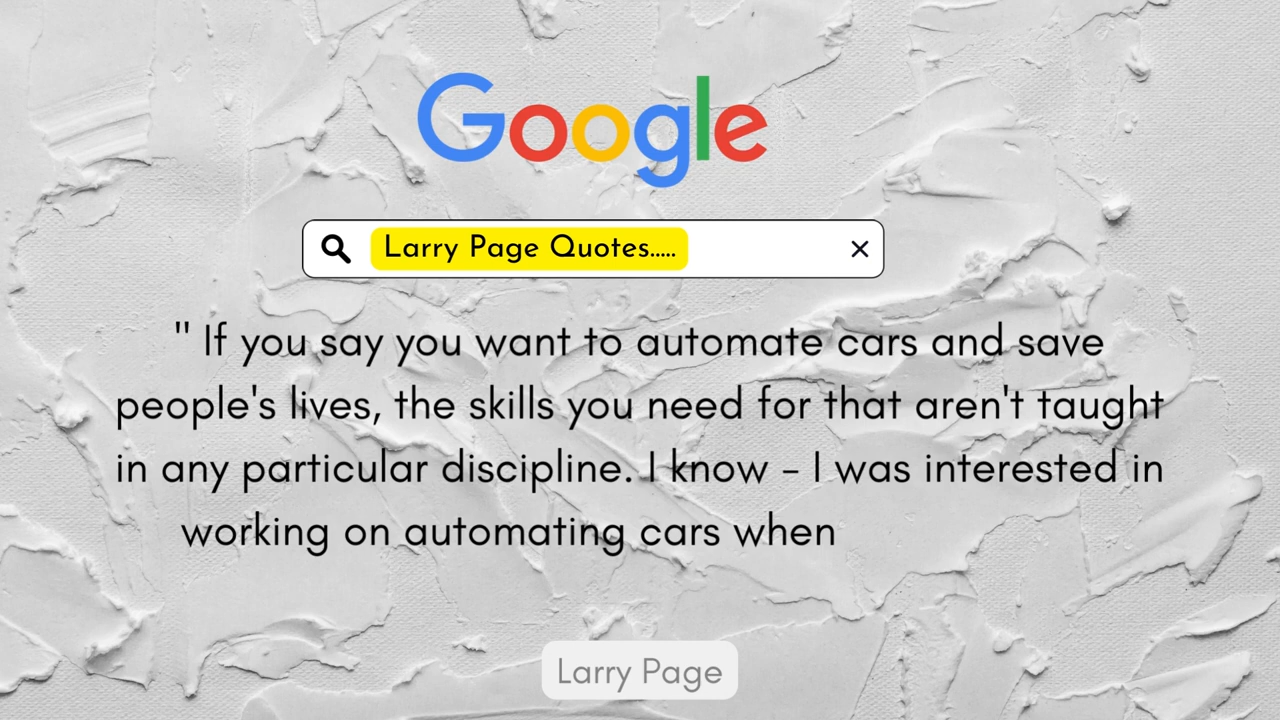 Google
Larry Page Quotes.....
" If you say you want to automate cars and save
people's lives, the skills you need for that aren't taught
in any particular discipline. I know - I was interested in
working on automating cars when
Larry Page